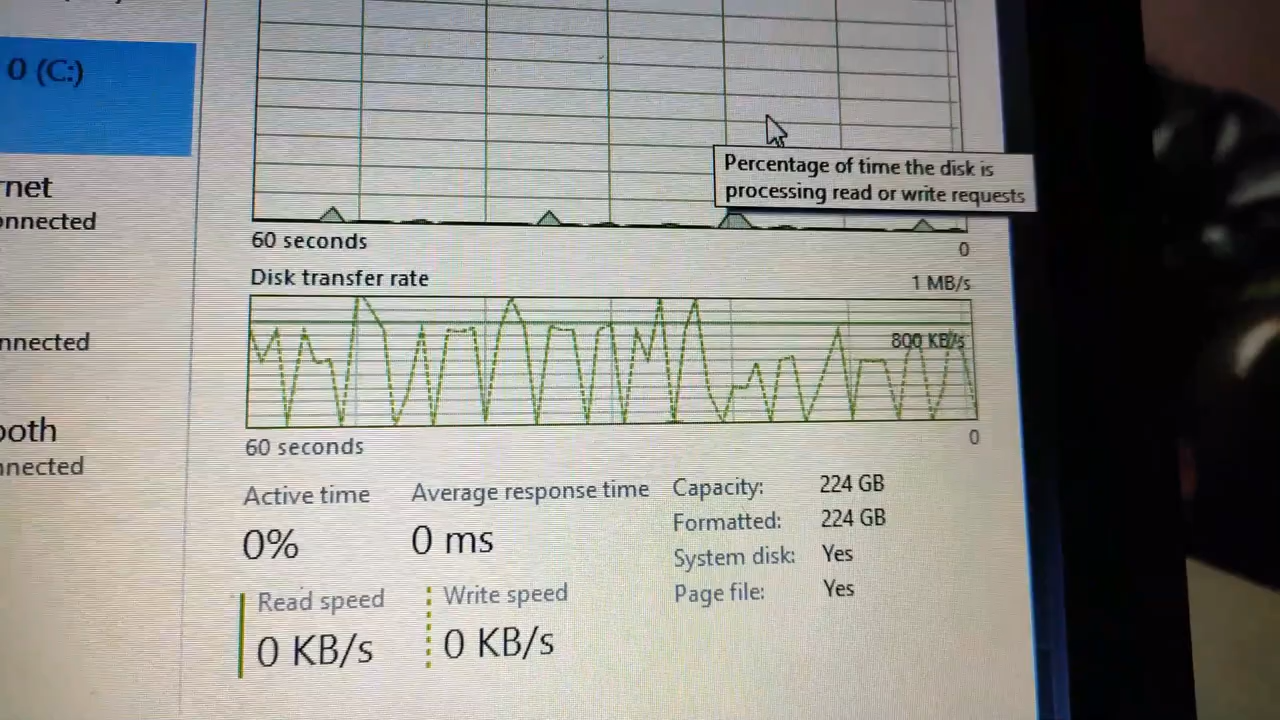 0 (C:)
rnet
onnected
nnected
ooth
nnected
Percentage of time the disk is
processing read or write requests
60 seconds
0
Disk transfer rate
1 MB/s
800 KB/s
60 seconds
0
Active time
Average response time
0%
0 ms
Read speed
Write speed
0 KB/s
0 KB/s
Capacity:
224 GB
Formatted:
224 GB
System disk:
Yes
Page file:
Yes